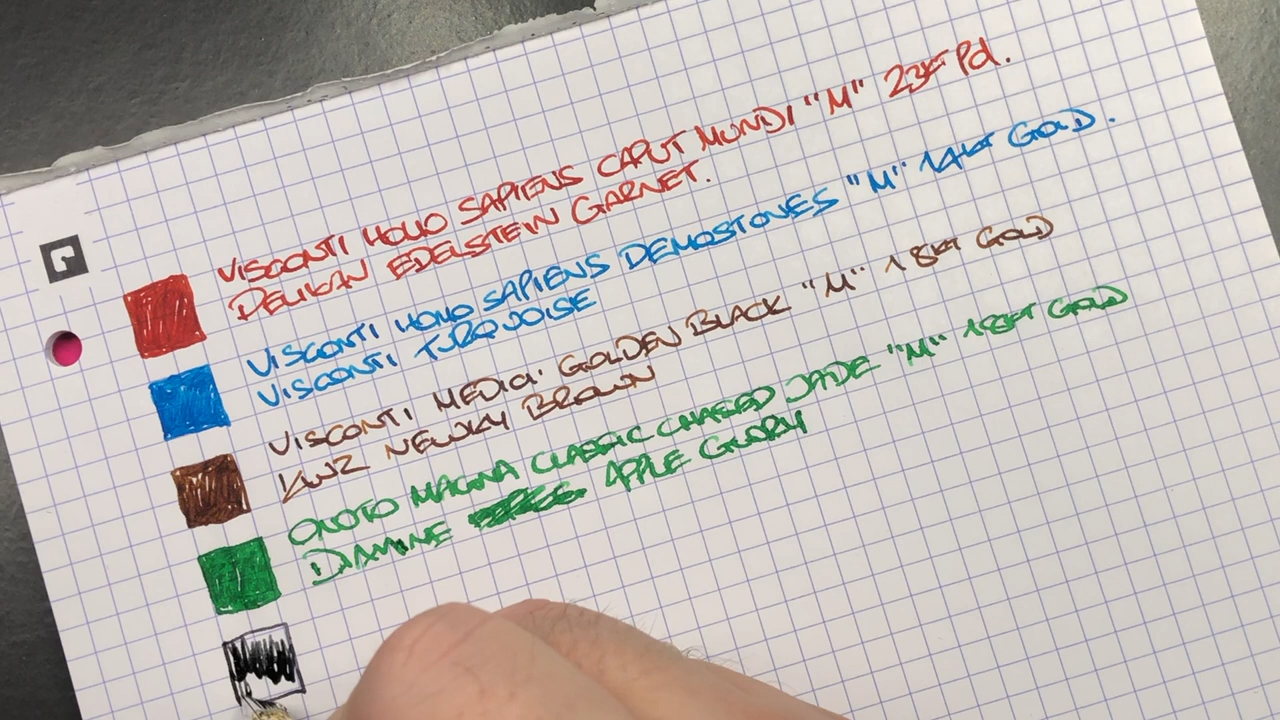 VISCONTI HOMO SAPIENS CAPUT MUNDI "M" 23KT Pd.
PELIKAN EDELSTEIN GARNET.
VISCONTI HOMO SAPIENS DEMOSTONES "M" 14KT GOLD.
VISCONTI TURQUOISE
VISCONTI MEDICI GOLDEN BLACK "M" 18KT GOLD
KWZ NEWKY BROWN
ONOTO MAGNA CLASSIC CHASED JADE "M" 18KT GOLD
DIAMINE APPLE GLORY